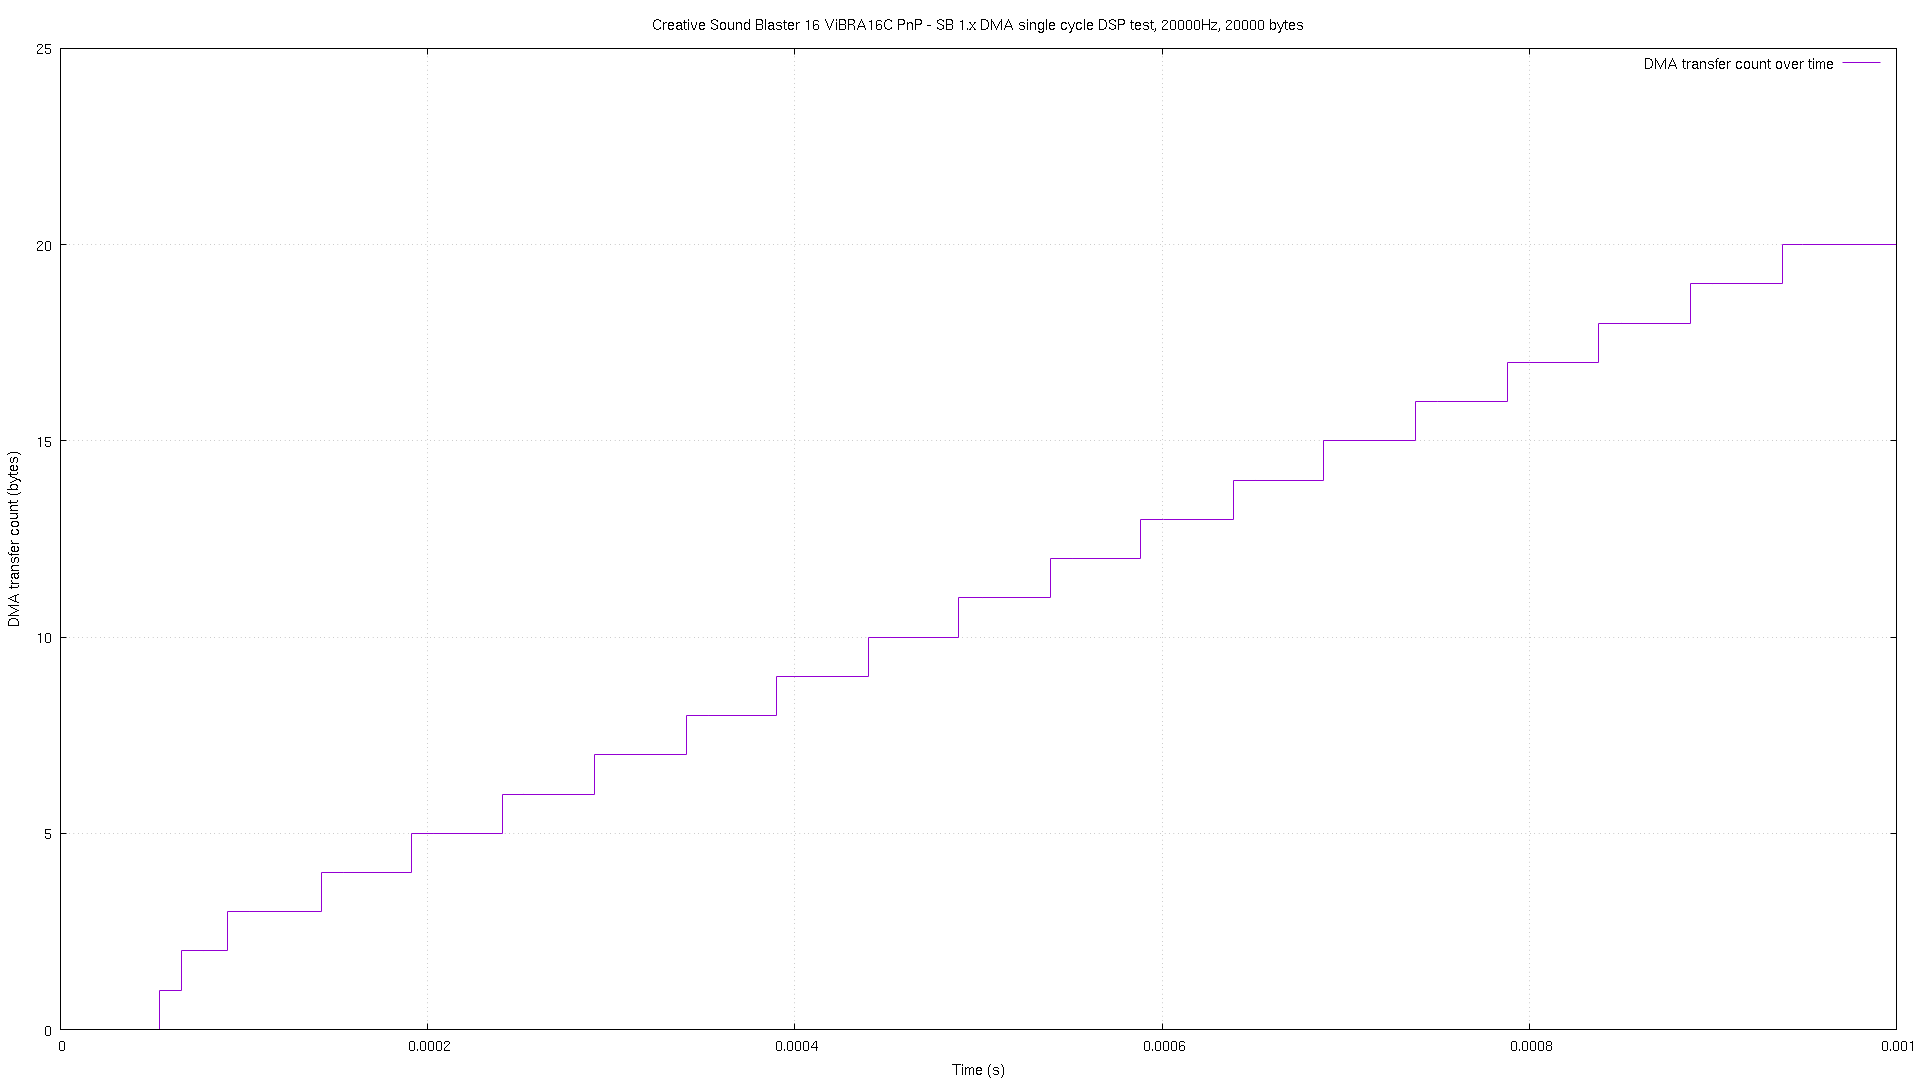 Creative Sound Blaster 16 ViBRA16C PnP - SB 1.x DMA single cycle DSP test, 20000Hz, 20000 bytes
DMA transfer count over time
25
20
15
10
5
0
DMA transfer count (bytes)
0 0.0002 0.0004 0.0006 0.0008 0.001
Time (s)